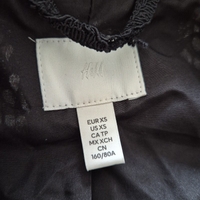 H&M
EUR XS
US XS
CA TP
MX XCH
CN
160/80A